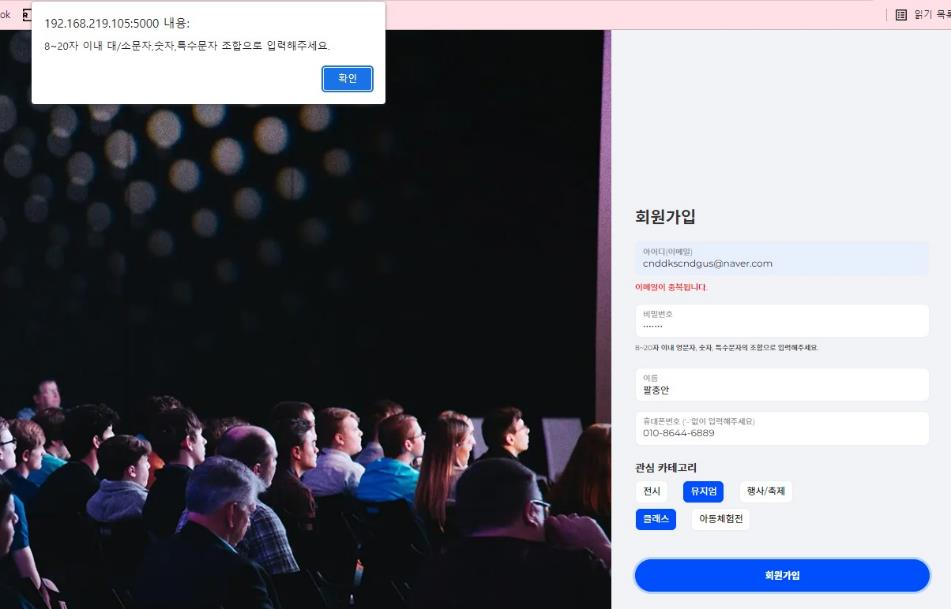 ok
읽기 목록
192.168.219.105:5000 내용:
8~20자 이내 대/소문자,숫자,특수문자 조합으로 입력해주세요.
확인
회원가입
아이디(이메일)
cnddkscndgus@naver.com
이메일이 중복됩니다.
비밀번호
•••••••
8~20자 이내 영문자, 숫자, 특수문자의 조합으로 입력해주세요.
이름
팔충안
휴대폰번호 ('-'없이 입력해주세요)
010-8644-6889
관심 카테고리
전시 뮤지엄 행사/축제
클래스 아동체험전
회원가입